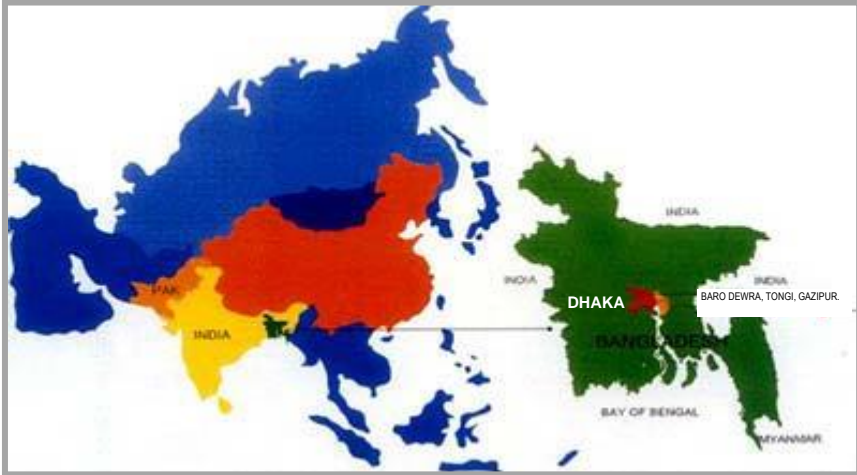 PAK
INDIA
INDIA
INDIA
INDIA
DHAKA
BARO DEWRA, TONGI, GAZIPUR.
BANGLADESH
BAY OF BENGAL
MYANMAR